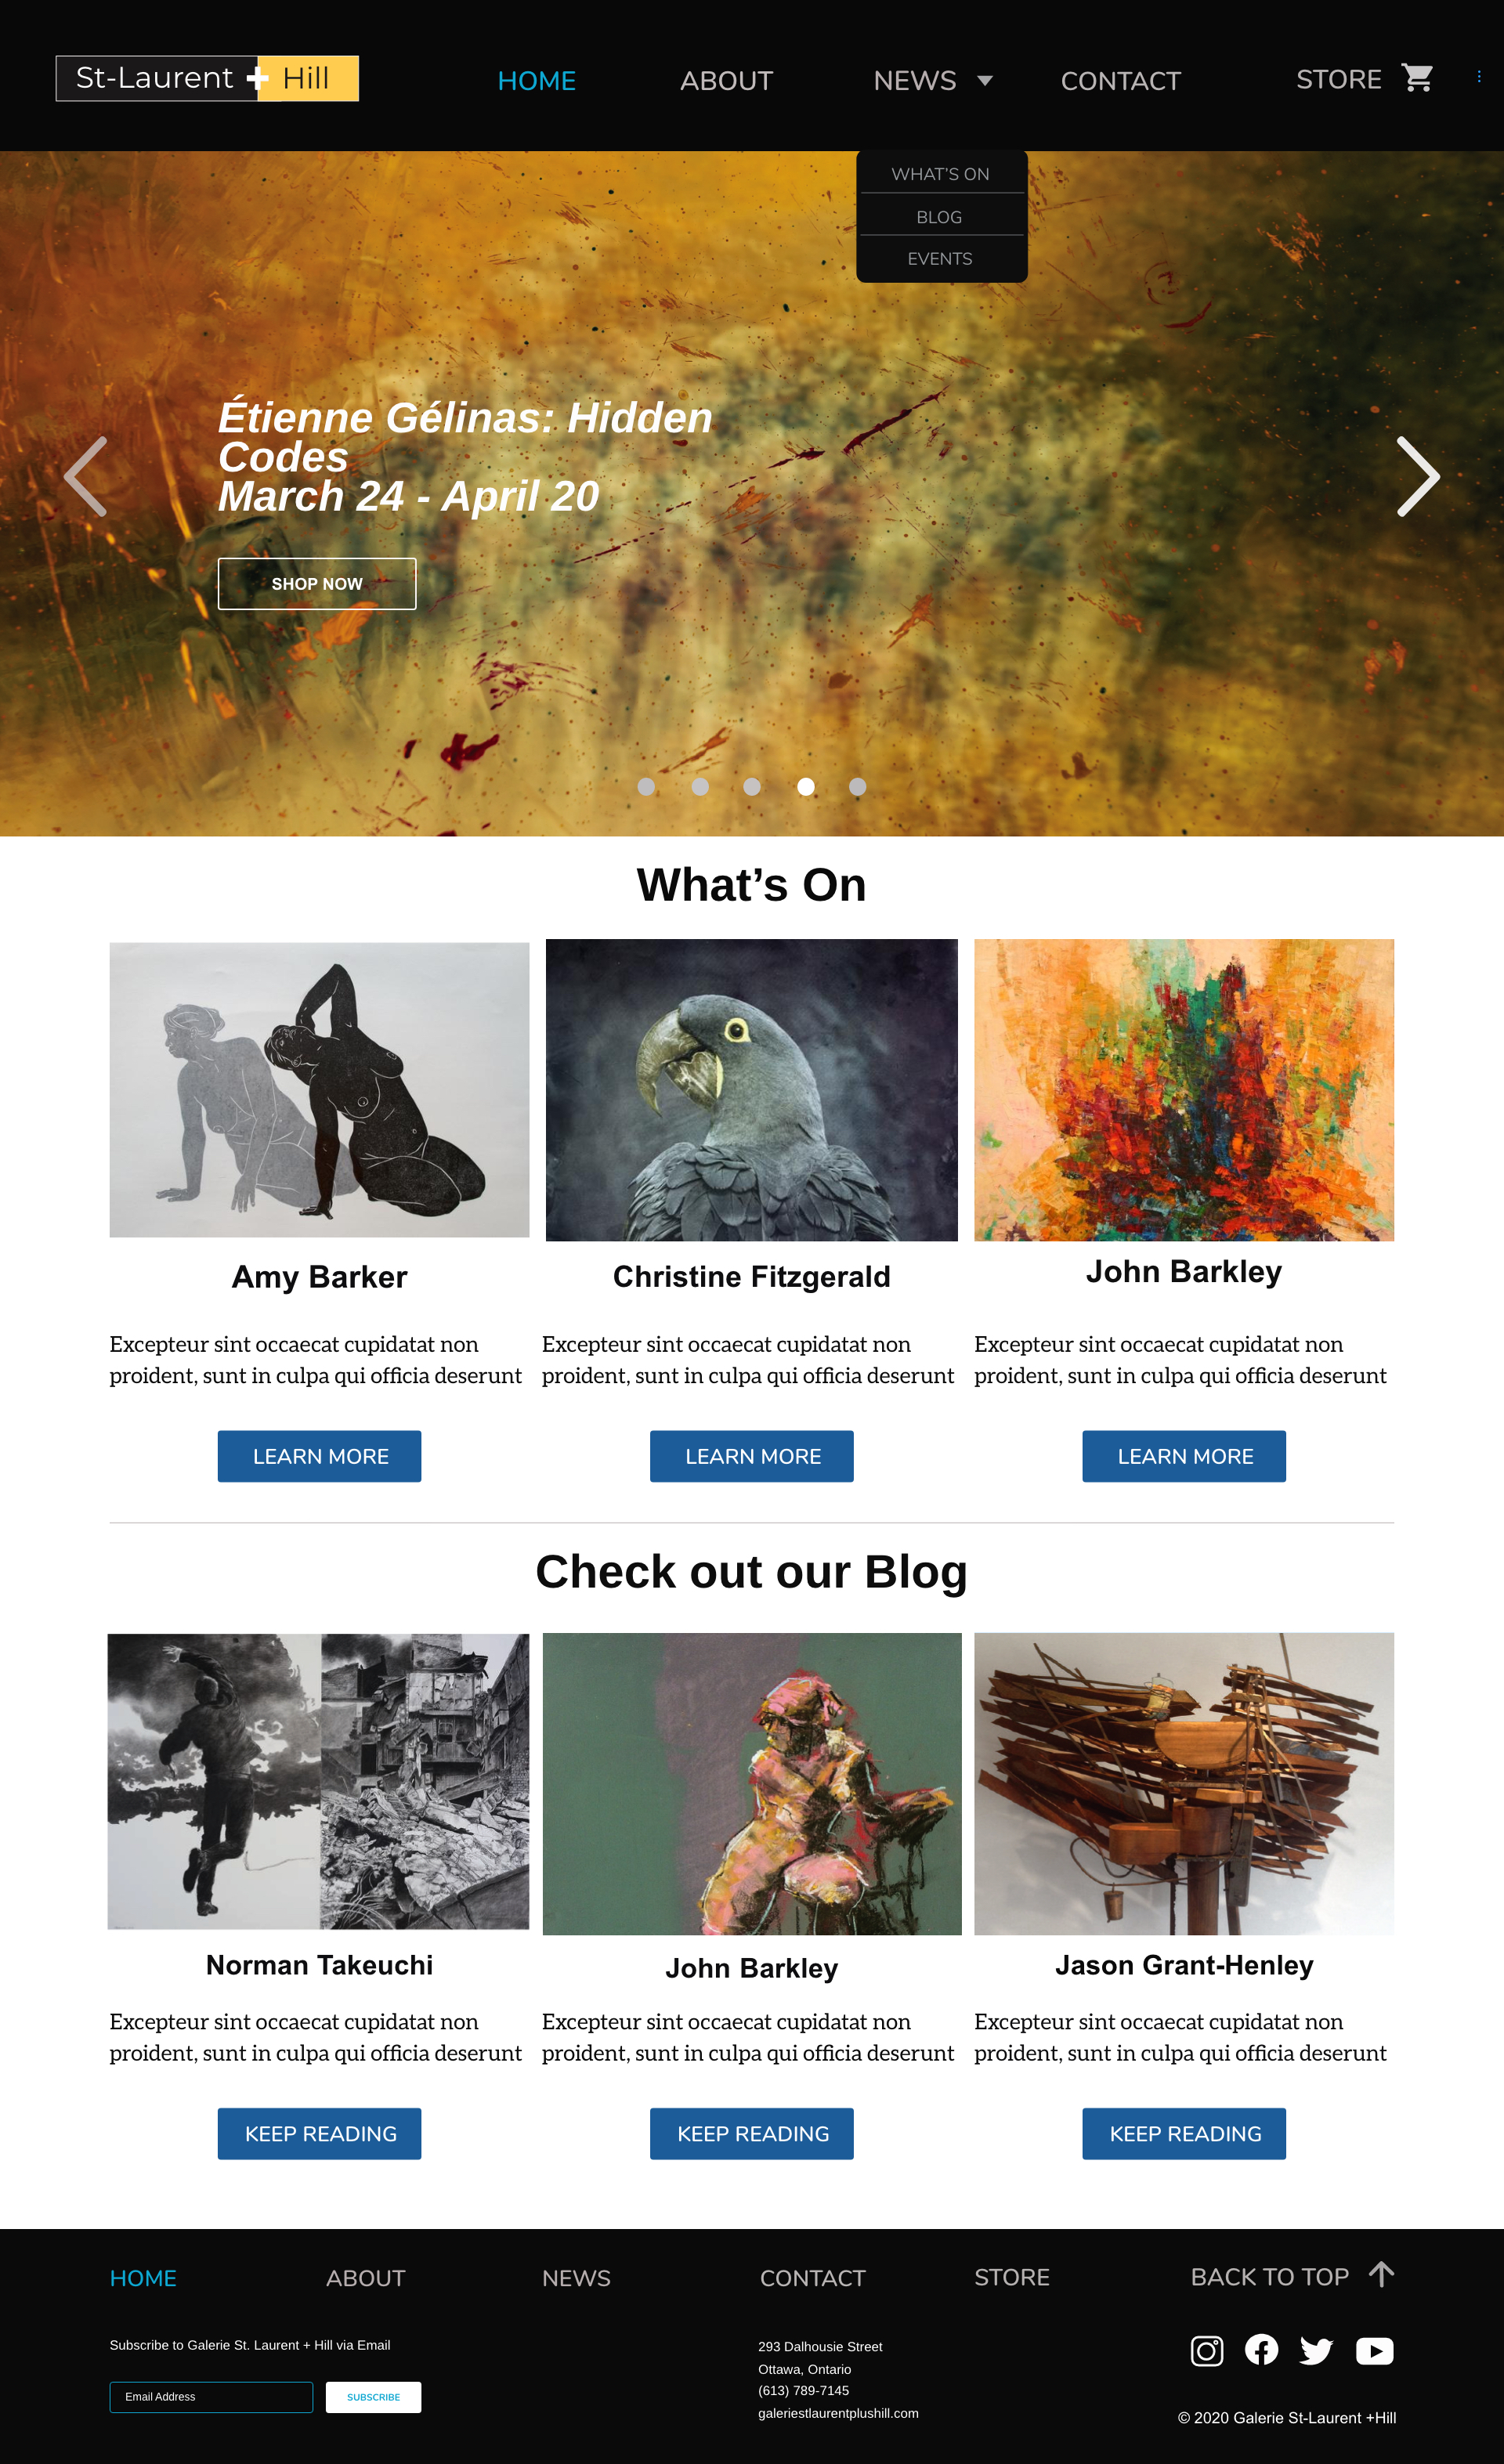 St-Laurent + Hill
HOME
ABOUT
NEWS
CONTACT
STORE
WHAT'S ON
BLOG
EVENTS
Étienne Gélinas: Hidden
Codes
March 24 - April 20
SHOP NOW
What’s On
Amy Barker
Christine Fitzgerald
John Barkley
Excepteur sint occaecat cupidatat non
proident, sunt in culpa qui officia deserunt
Excepteur sint occaecat cupidatat non
proident, sunt in culpa qui officia deserunt
Excepteur sint occaecat cupidatat non
proident, sunt in culpa qui officia deserunt
LEARN MORE
LEARN MORE
LEARN MORE
Check out our Blog
Norman Takeuchi
John Barkley
Jason Grant-Henley
Excepteur sint occaecat cupidatat non
proident, sunt in culpa qui officia deserunt
Excepteur sint occaecat cupidatat non
proident, sunt in culpa qui officia deserunt
Excepteur sint occaecat cupidatat non
proident, sunt in culpa qui officia deserunt
KEEP READING
KEEP READING
KEEP READING
HOME
ABOUT
NEWS
CONTACT
STORE
BACK TO TOP
Subscribe to Galerie St. Laurent + Hill via Email
Email Address
SUBSCRIBE
293 Dalhousie Street
Ottawa, Ontario
(613) 789-7145
galeriestlaurentplushill.com
© 2020 Galerie St-Laurent +Hill